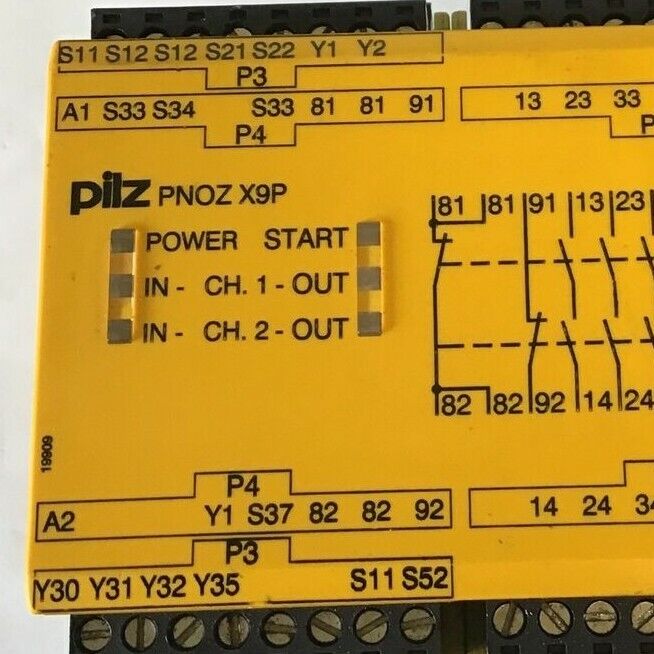 S11 S12 S12 S21 S22 Y1 Y2
P3
A1 S33 S34 S33 81 81 91
P4
13 23 33
P
pilz PNOZ X9P
POWER START
IN - CH. 1 - OUT
IN - CH. 2 - OUT
81 81 91 13 23
82 82 92 14 24
19909
P4
A2 Y1 S37 82 82 92
14 24 34
P3
Y30 Y31 Y32 Y35 S11 S52